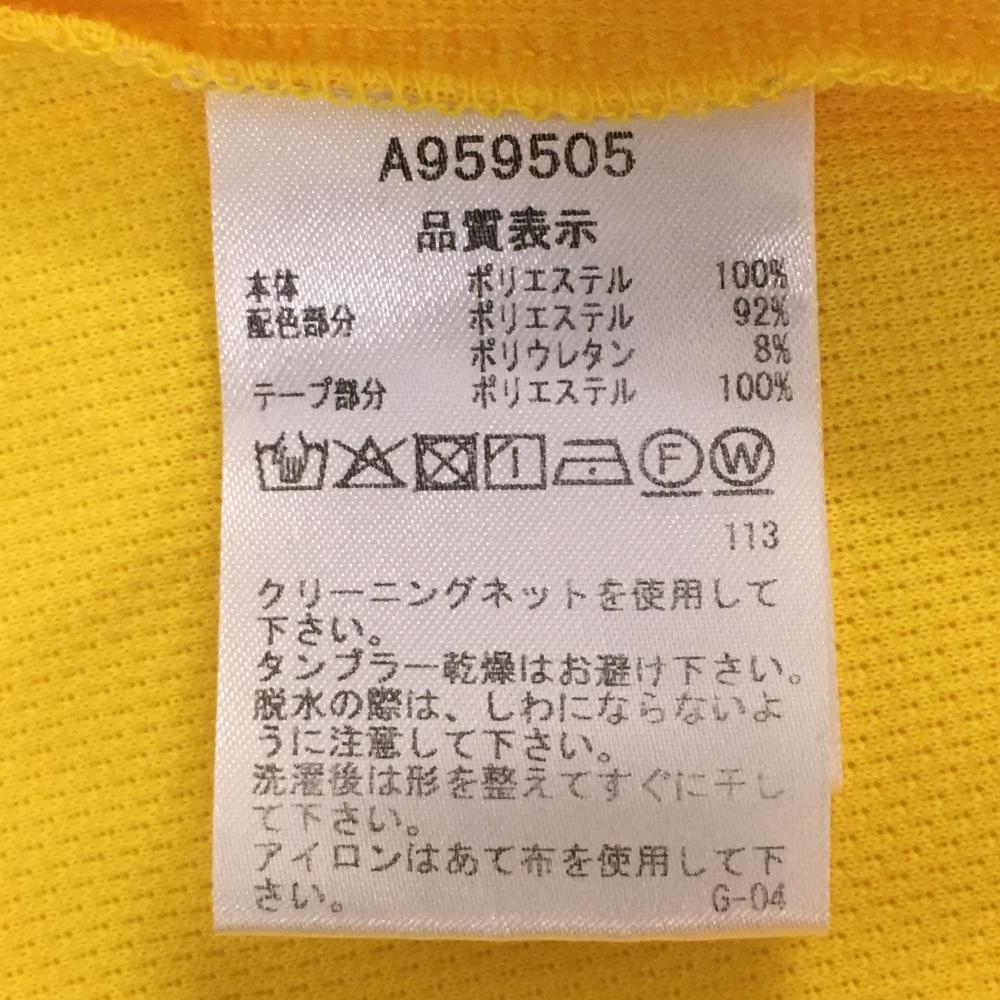 A959505
品質表示
本体 ポリエステル 100%
配色部分 ポリエステル 92%
ポリウレタン 8%
テープ部分 ポリエステル 100%
F W
113
クリーニングネットを使用して
下さい。
タンブラー乾燥はお避け下さい。
脱水の際は、しわにならないよ
うに注意して下さい。
洗濯後は形を整えてすぐに干し
て下さい。
アイロンはあて布を使用して下
さい。 G-04